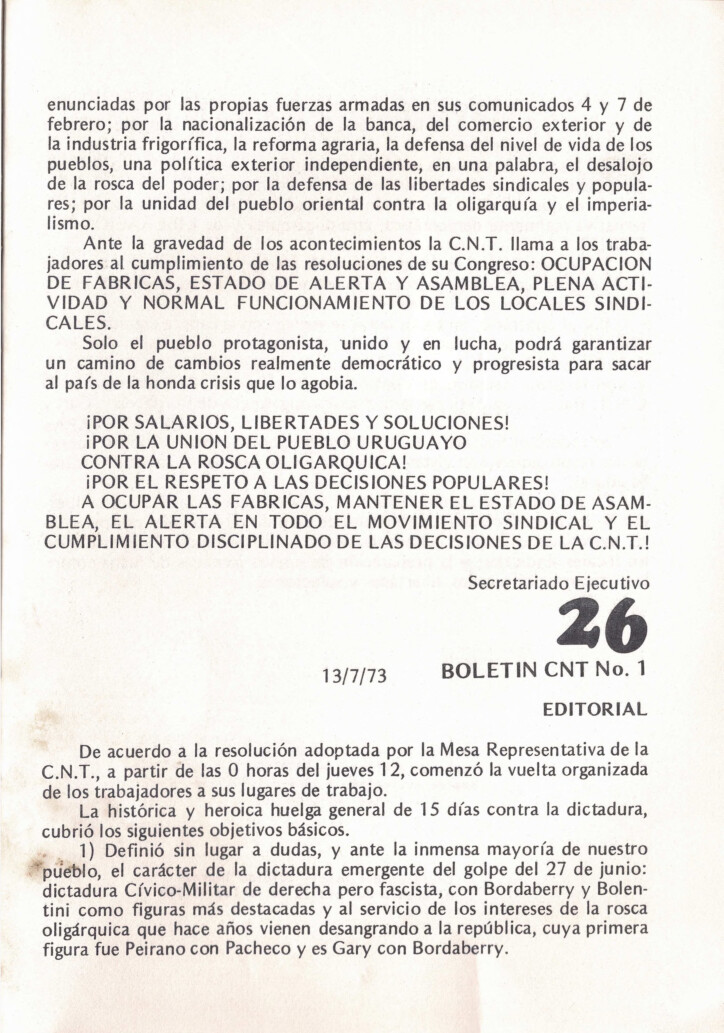 enunciadas por las propias fuerzas armadas en sus comunicados 4 y 7 de
febrero; por la nacionalización de la banca, del comercio exterior y de
la industria frigorífica, la reforma agraria, la defensa del nivel de vida de los
pueblos, una política exterior independiente, en una palabra, el desalojo
de la rosca del poder; por la defensa de las libertades sindicales y popula-
res; por la unidad del pueblo oriental contra la oligarquía y el imperia-
lismo.
Ante la gravedad de los acontecimientos la C.N.T. llama a los traba-
jadores al cumplimiento de las resoluciones de su Congreso: OCUPACION
DE FABRICAS, ESTADO DE ALERTA Y ASAMBLEA, PLENA ACTI-
VIDAD Y NORMAL FUNCIONAMIENTO DE LOS LOCALES SINDI-
CALES.
Solo el pueblo protagonista, unido y en lucha, podrá garantizar
un camino de cambios realmente democrático y progresista para sacar
al país de la honda crisis que lo agobia.
¡POR SALARIOS, LIBERTADES Y SOLUCIONES!
¡POR LA UNION DEL PUEBLO URUGUAYO
CONTRA LA ROSCA OLIGARQUICA!
¡POR EL RESPETO A LAS DECISIONES POPULARES!
A OCUPAR LAS FABRICAS, MANTENER EL ESTADO DE ASAM-
BLEA, EL ALERTA EN TODO EL MOVIMIENTO SINDICAL Y EL
CUMPLIMIENTO DISCIPLINADO DE LAS DECISIONES DE LA C.N.T.!
Secretariado Ejecutivo
26
13/7/73 BOLETIN CNT No. 1
EDITORIAL
De acuerdo a la resolución adoptada por la Mesa Representativa de la
C.N.T., a partir de las 0 horas del jueves 12, comenzó la vuelta organizada
de los trabajadores a sus lugares de trabajo.
La histórica y heroica huelga general de 15 días contra la dictadura,
cubrió los siguientes objetivos básicos.
1) Definió sin lugar a dudas, y ante la inmensa mayoría de nuestro
pueblo, el carácter de la dictadura emergente del golpe del 27 de junio:
dictadura Cívico-Militar de derecha pero fascista, con Bordaberry y Bolen-
tini como figuras más destacadas y al servicio de los intereses de la rosca
oligárquica que hace años vienen desangrando a la república, cuya primera
figura fue Peirano con Pacheco y es Gary con Bordaberry.